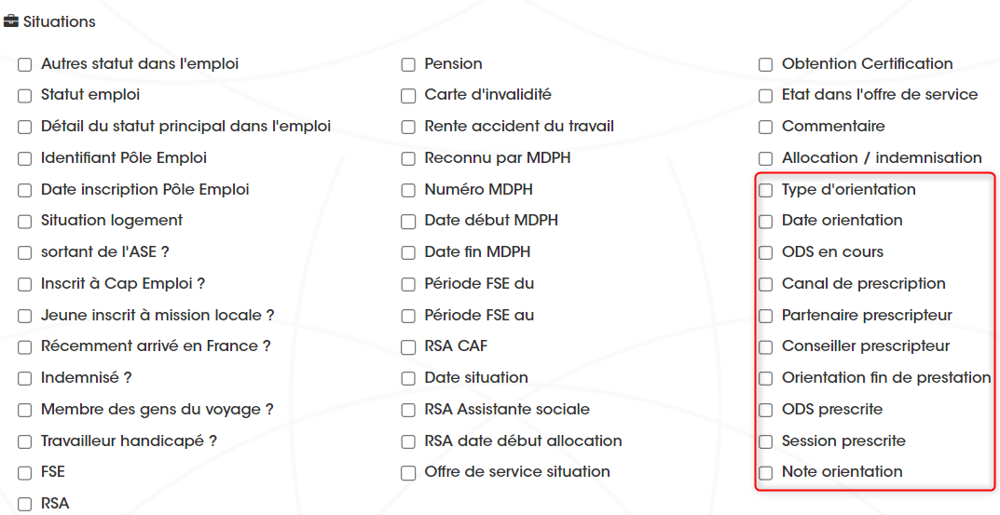 Situations
Autres statut dans l'emploi
Statut emploi
Détail du statut principal dans l'emploi
Identifiant Pôle Emploi
Date inscription Pôle Emploi
Situation logement
sortant de l'ASE ?
Inscrit à Cap Emploi ?
Jeune inscrit à mission locale ?
Récemment arrivé en France ?
Indemnisé ?
Membre des gens du voyage ?
Travailleur handicapé ?
FSE
RSA
Pension
Carte d'invalidité
Rente accident du travail
Reconnu par MDPH
Numéro MDPH
Date début MDPH
Date fin MDPH
Période FSE du
Période FSE au
RSA CAF
Date situation
RSA Assistante sociale
RSA date début allocation
Offre de service situation
Obtention Certification
Etat dans l'offre de service
Commentaire
Allocation / indemnisation
Type d'orientation
Date orientation
ODS en cours
Canal de prescription
Partenaire prescripteur
Conseiller prescripteur
Orientation fin de prestation
ODS prescrite
Session prescrite
Note orientation